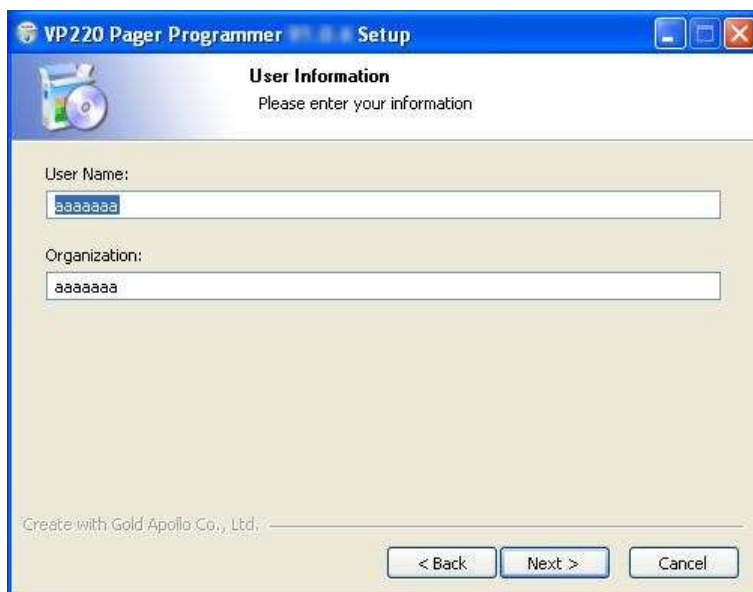 VP220 Pager Programmer Setup
User Information
Please enter your information
User Name:
aaaaaaa
Organization:
aaaaaaa
Create with Gold Apollo Co., Ltd.
< Back
Next >
Cancel